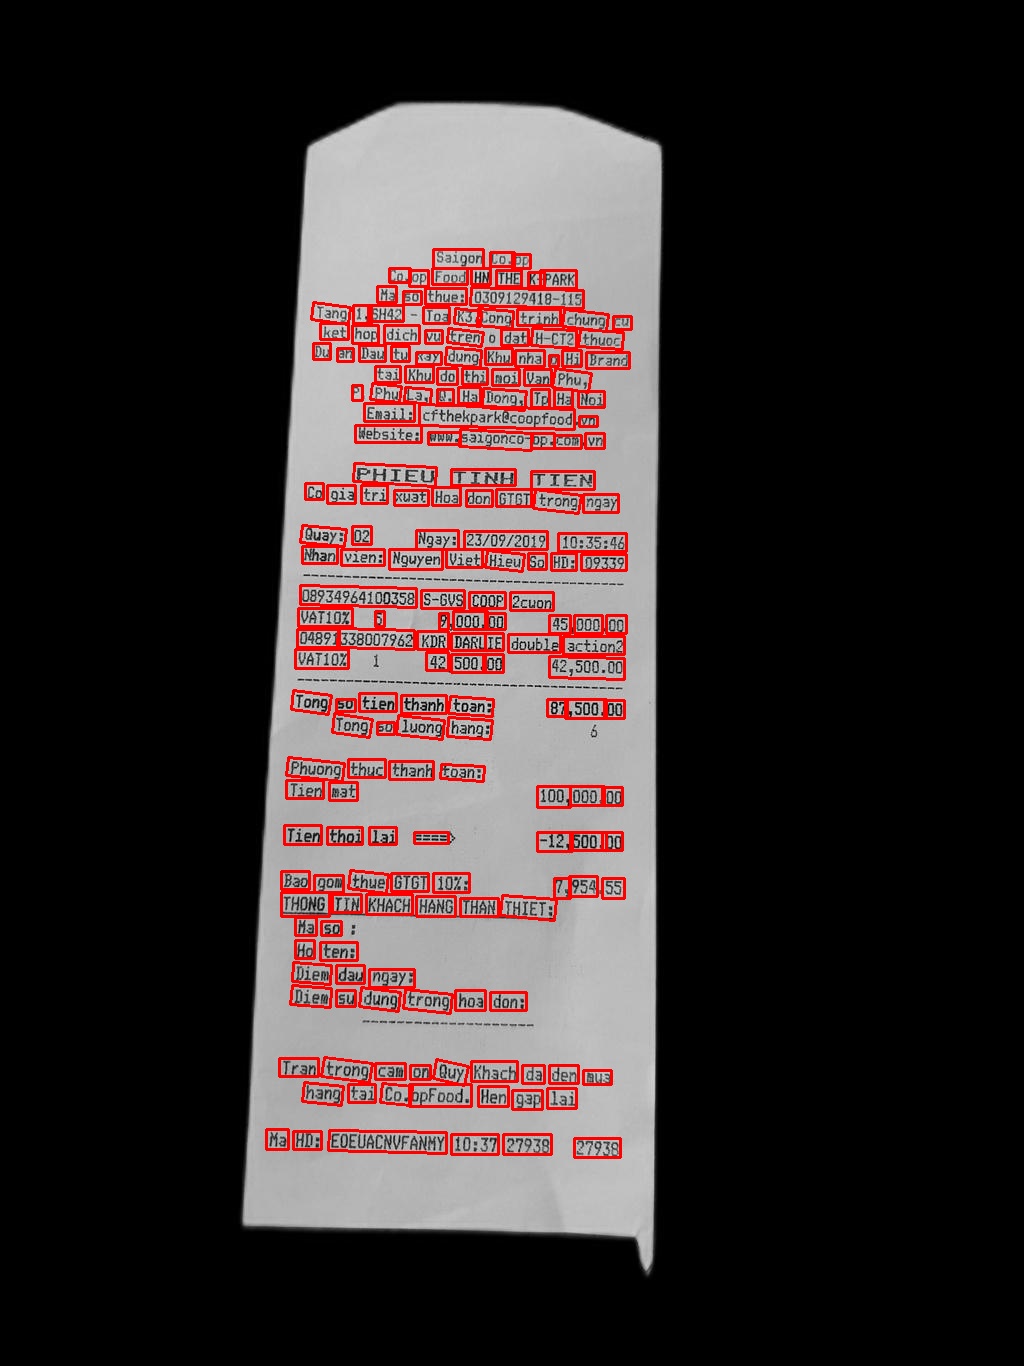 Saigon Co.op
Co.op Food HN THE K-PARK
Ma so thue: 0309129418-115
Tang 1,SH42 - Toa K3,Cong trinh chung cu
ket hop dich vu tren o dat H-CT2 thuoc
Du an Dau tu xay dung Khu nha o Hi Brand
tai Khu do thi moi Van Phu,
P. Phu La, Q. Ha Dong, Tp Ha Noi
Email: cfthekpark@coopfood.vn
Website: www.saigonco-op.com.vn
PHIEU TINH TIEN
Co gia tri xuat Hoa don GTGT trong ngay
Quay: 02 Ngay: 23/09/2019 10:35:46
Nhan vien: Nguyen Viet Hieu So HD: 09339
08934964100358 S-GVS COOP 2cuon
VAT10% 5 9,000.00 45,000.00
04891338007962 KDR DARLIE double action2
VAT10% 1 42,500.00 42,500.00
Tong so tien thanh toan: 87,500.00
Tong so luong hang: 6
Phuong thuc thanh toan:
Tien mat 100,000.00
Tien thoi lai ====> -12,500.00
Bao gom thue GTGT 10%: 7,954.55
THONG TIN KHACH HANG THAN THIET:
Ma so :
Ho ten:
Diem dau ngay:
Diem su dung trong hoa don:
Tran trong cam on Quy Khach da den mua
hang tai Co.opFood. Hen gap lai
Ma HD: EOEUACNVFANMY 10:37 27938 27938